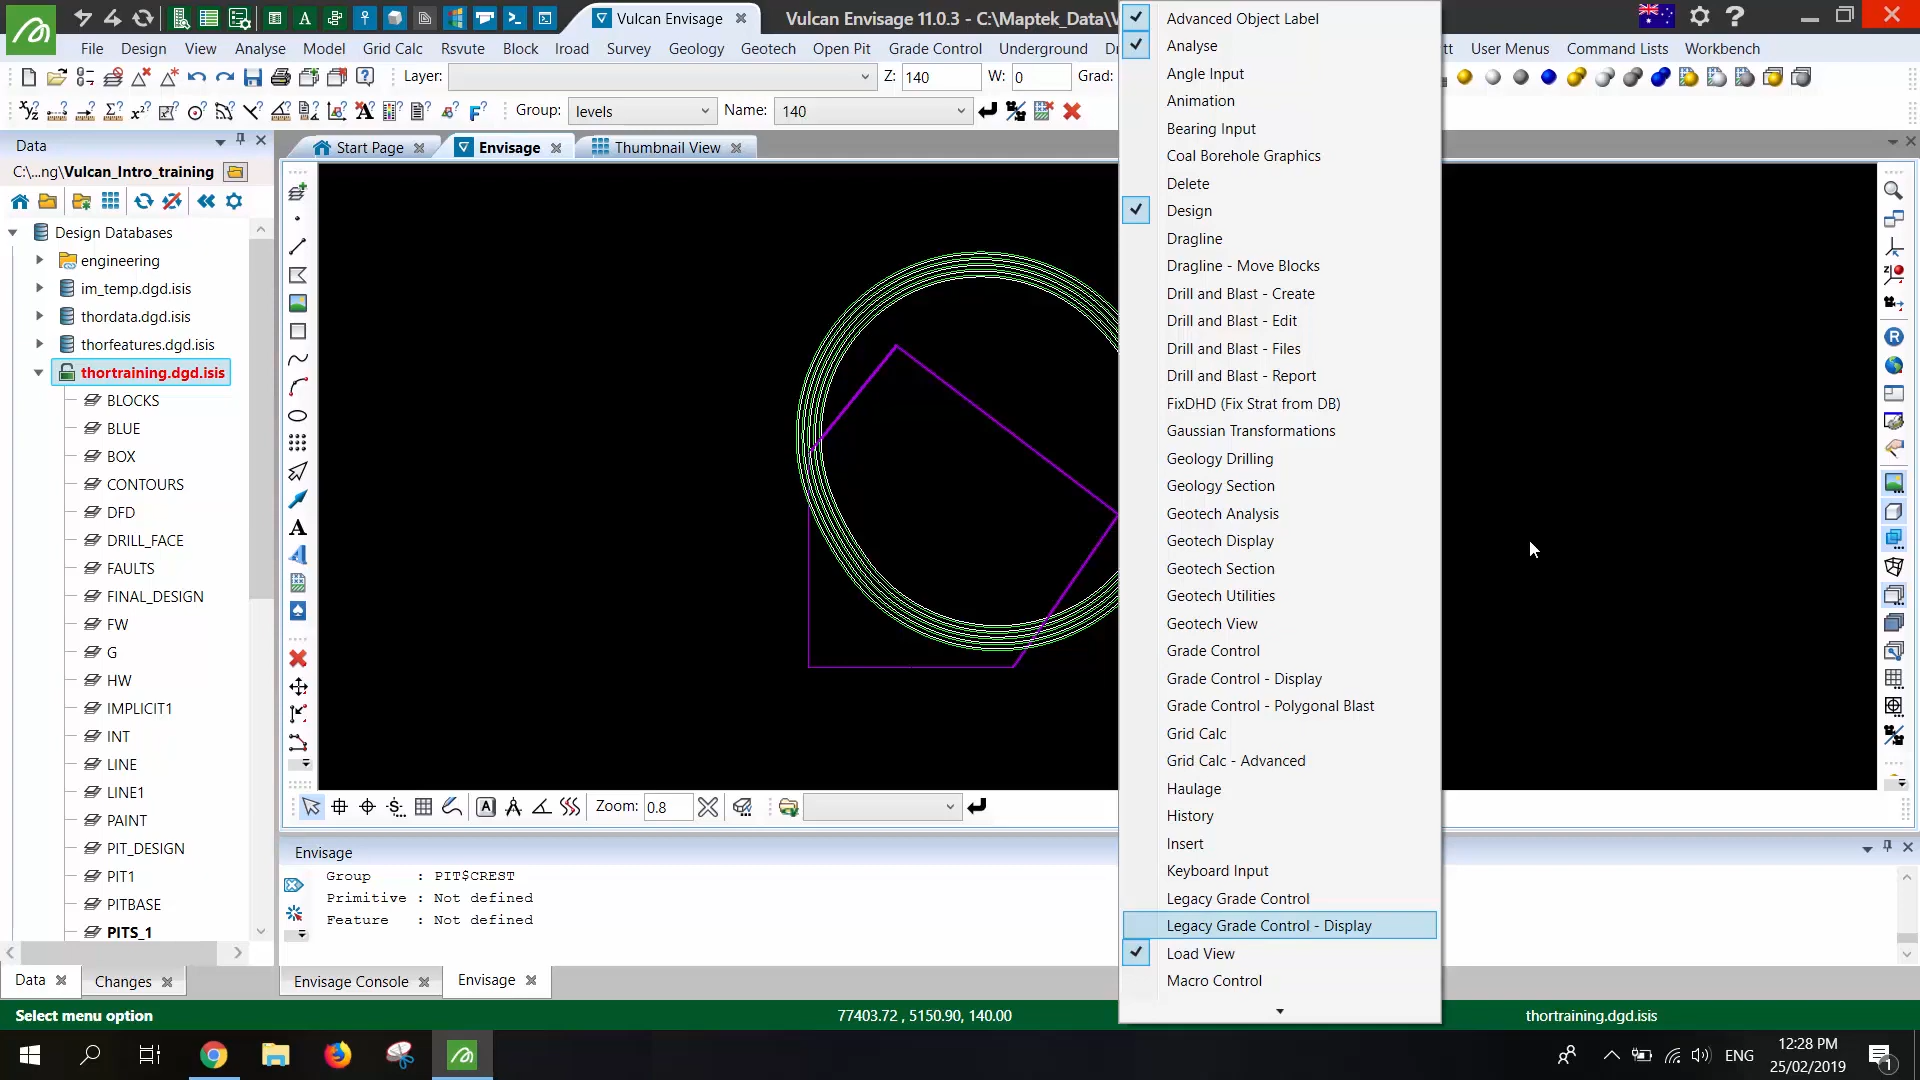 Vulcan Envisage
Vulcan Envisage 11.0.3 - C:\Maptek_Data\V
File Design View Analyse Model Grid Calc Rsvute Block Iroad Survey Geology Geotech Open Pit Grade Control Underground Dr tt User Menus Command Lists Workbench
Layer: Z: 140 W: 0 Grad:
Group: levels Name: 140
Data
C:\...ng\Vulcan_Intro_training
Start Page
Envisage
Thumbnail View
Design Databases
engineering
im_temp.dgd.isis
thordata.dgd.isis
thorfeatures.dgd.isis
thortraining.dgd.isis
BLOCKS
BLUE
BOX
CONTOURS
DFD
DRILL_FACE
FAULTS
FINAL_DESIGN
FW
G
HW
IMPLICIT1
INT
LINE
LINE1
PAINT
PIT_DESIGN
PIT1
PITBASE
PITS_1
Data
Changes
Zoom: 0.8
Envisage
Group : PIT$CREST
Primitive : Not defined
Feature : Not defined
Envisage Console
Envisage
Advanced Object Label
Analyse
Angle Input
Animation
Bearing Input
Coal Borehole Graphics
Delete
Design
Dragline
Dragline - Move Blocks
Drill and Blast - Create
Drill and Blast - Edit
Drill and Blast - Files
Drill and Blast - Report
FixDHD (Fix Strat from DB)
Gaussian Transformations
Geology Drilling
Geology Section
Geotech Analysis
Geotech Display
Geotech Section
Geotech Utilities
Geotech View
Grade Control
Grade Control - Display
Grade Control - Polygonal Blast
Grid Calc
Grid Calc - Advanced
Haulage
History
Insert
Keyboard Input
Legacy Grade Control
Legacy Grade Control - Display
Load View
Macro Control
Select menu option
77403.72 , 5150.90, 140.00
thortraining.dgd.isis
ENG
12:28 PM
25/02/2019
1